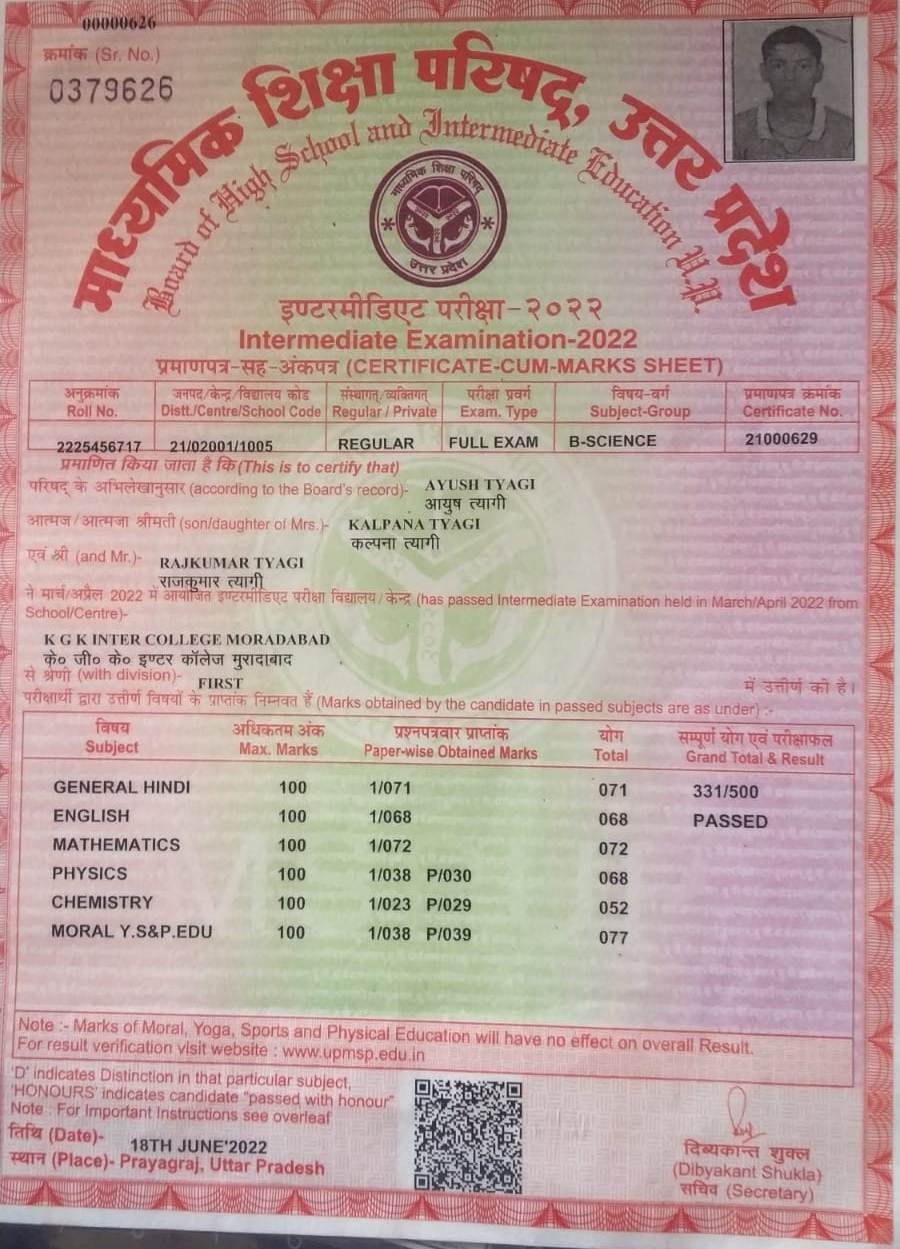 00000626
क्रमांक (Sr. No.)
0379626
माध्यमिक शिक्षा परिषद्, उत्तर प्रदेश
Board of High School and Intermediate Education U.P.
माध्यमिक शिक्षा परिषद्
उत्तर प्रदेश
इण्टरमीडिएट परीक्षा-२०२२
Intermediate Examination-2022
प्रमाणपत्र-सह-अंकपत्र (CERTIFICATE-CUM-MARKS SHEET)
अनुक्रमांक जनपद/केन्द्र/विद्यालय कोड संस्थागत/व्यक्तिगत परीक्षा प्रवर्ग विषय-वर्ग प्रमाणपत्र क्रमांक
Roll No. Distt./Centre/School Code Regular / Private Exam. Type Subject-Group Certificate No.
2225456717 21/02001/1005 REGULAR FULL EXAM B-SCIENCE 21000629
प्रमाणित किया जाता है कि (This is to certify that)
परिषद के अभिलेखानुसार (according to the Board's record)- AYUSH TYAGI
आयुष त्यागी
आत्मज/आत्मजा श्रीमती (son/daughter of Mrs.)- KALPANA TYAGI
कल्पना त्यागी
एवं श्री (and Mr.)- RAJKUMAR TYAGI
राजकुमार त्यागी
ने मार्च/अप्रैल 2022 में आयोजित इण्टरमीडिएट परीक्षा विद्यालय/केन्द्र (has passed Intermediate Examination held in March/April 2022 from
School/Centre)-
K G K INTER COLLEGE MORADABAD
के० जी० के० इण्टर कॉलेज मुरादाबाद
से श्रेणी (with division)- FIRST में उत्तीर्ण की है।
परीक्षार्थी द्वारा उत्तीर्ण विषयों के प्राप्तांक निम्नवत हैं (Marks obtained by the candidate in passed subjects are as under) :-
विषय अधिकतम अंक प्रश्नपत्रवार प्राप्तांक योग सम्पूर्ण योग एवं परीक्षाफल
Subject Max. Marks Paper-wise Obtained Marks Total Grand Total & Result
GENERAL HINDI 100 1/071 071 331/500
ENGLISH 100 1/068 068 PASSED
MATHEMATICS 100 1/072 072
PHYSICS 100 1/038 P/030 068
CHEMISTRY 100 1/023 P/029 052
MORAL Y.S&P.EDU 100 1/038 P/039 077
Note :- Marks of Moral, Yoga, Sports and Physical Education will have no effect on overall Result.
For result verification visit website : www.upmsp.edu.in
'D' indicates Distinction in that particular subject,
'HONOURS' indicates candidate "passed with honour"
Note : For Important Instructions see overleaf
तिथि (Date)- 18TH JUNE'2022
स्थान (Place)- Prayagraj, Uttar Pradesh
दिब्यकान्त शुक्ल
(Dibyakant Shukla)
सचिव (Secretary)